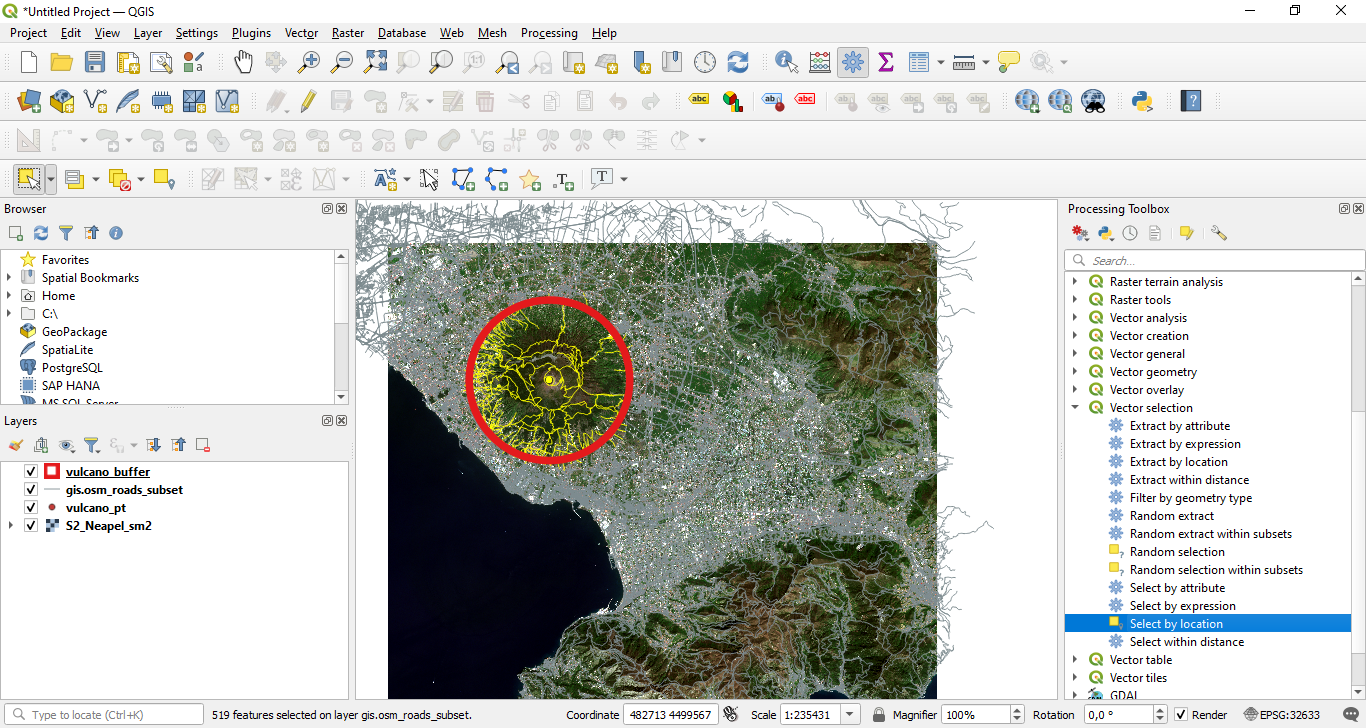 *Untitled Project — QGIS
Project Edit View Layer Settings Plugins Vector Raster Database Web Mesh Processing Help
abc abc abc
T
T
Browser
Favorites
Spatial Bookmarks
Home
C:\
GeoPackage
SpatiaLite
PostgreSQL
SAP HANA
MS SQL Server
Layers
vulcano_buffer
gis.osm_roads_subset
vulcano_pt
S2_Neapel_sm2
Processing Toolbox
Search...
Raster terrain analysis
Raster tools
Vector analysis
Vector creation
Vector general
Vector geometry
Vector overlay
Vector selection
Extract by attribute
Extract by expression
Extract by location
Extract within distance
Filter by geometry type
Random extract
Random extract within subsets
Random selection
Random selection within subsets
Select by attribute
Select by expression
Select by location
Select within distance
Vector table
Vector tiles
GDAL
Type to locate (Ctrl+K) 519 features selected on layer gis.osm_roads_subset. Coordinate 482713 4499567 Scale 1:235431 Magnifier 100% Rotation 0,0 ° Render EPSG:32633